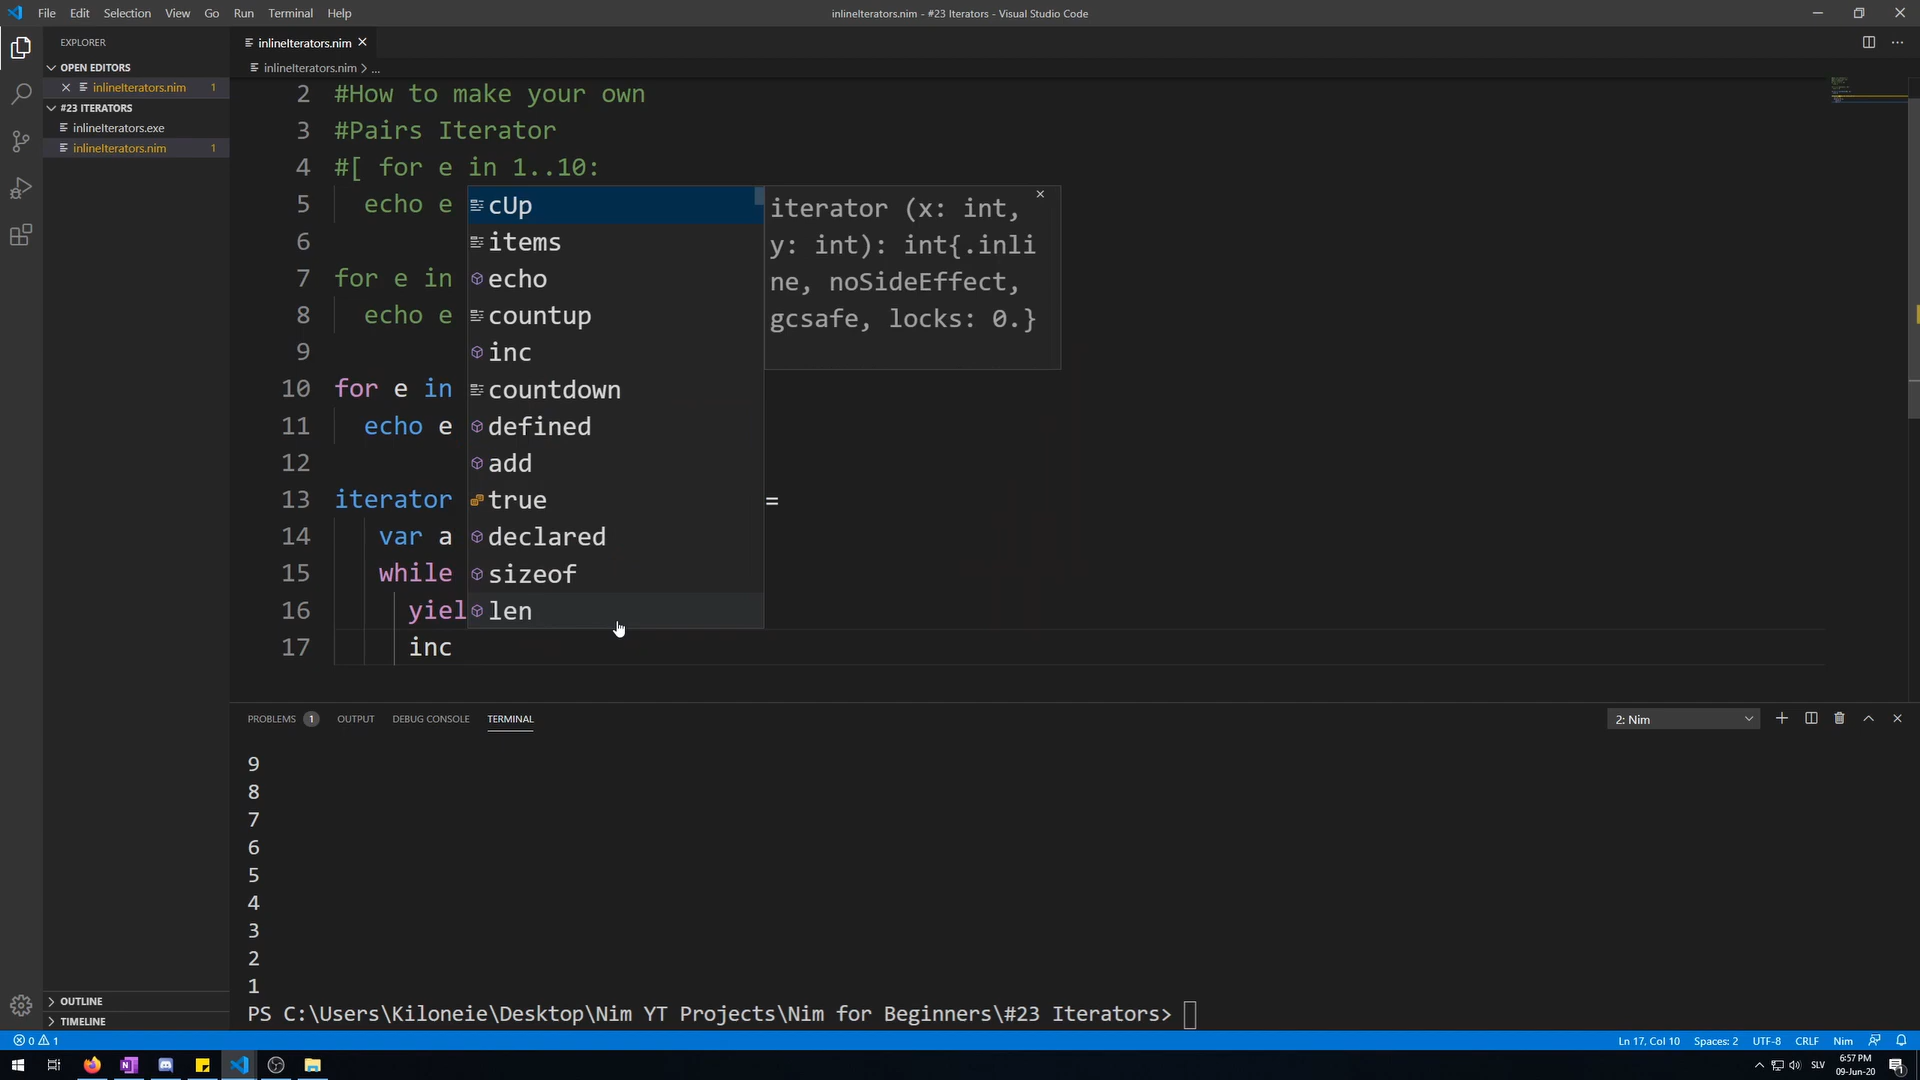 File Edit Selection View Go Run Terminal Help
inlineIterators.nim - #23 Iterators - Visual Studio Code
EXPLORER
OPEN EDITORS
inlineIterators.nim 1
#23 ITERATORS
inlineIterators.exe
inlineIterators.nim 1
OUTLINE
TIMELINE
inlineIterators.nim
inlineIterators.nim > ...
2 #How to make your own
3 #Pairs Iterator
4 #[ for e in 1..10:
5 echo e
6
7 for e in
8 echo e
9
10 for e in
11 echo e
12
13 iterator =
14 var a
15 while
16 yiel
17 inc
cUp
items
echo
countup
inc
countdown
defined
add
true
declared
sizeof
len
iterator (x: int,
y: int): int{.inli
ne, noSideEffect,
gcsafe, locks: 0.}
PROBLEMS 1 OUTPUT DEBUG CONSOLE TERMINAL
2: Nim
9
8
7
6
5
4
3
2
1
PS C:\Users\Kiloneie\Desktop\Nim YT Projects\Nim for Beginners\#23 Iterators>
0 1
Ln 17, Col 10 Spaces: 2 UTF-8 CRLF Nim
SLV
6:57 PM
09-Jun-20